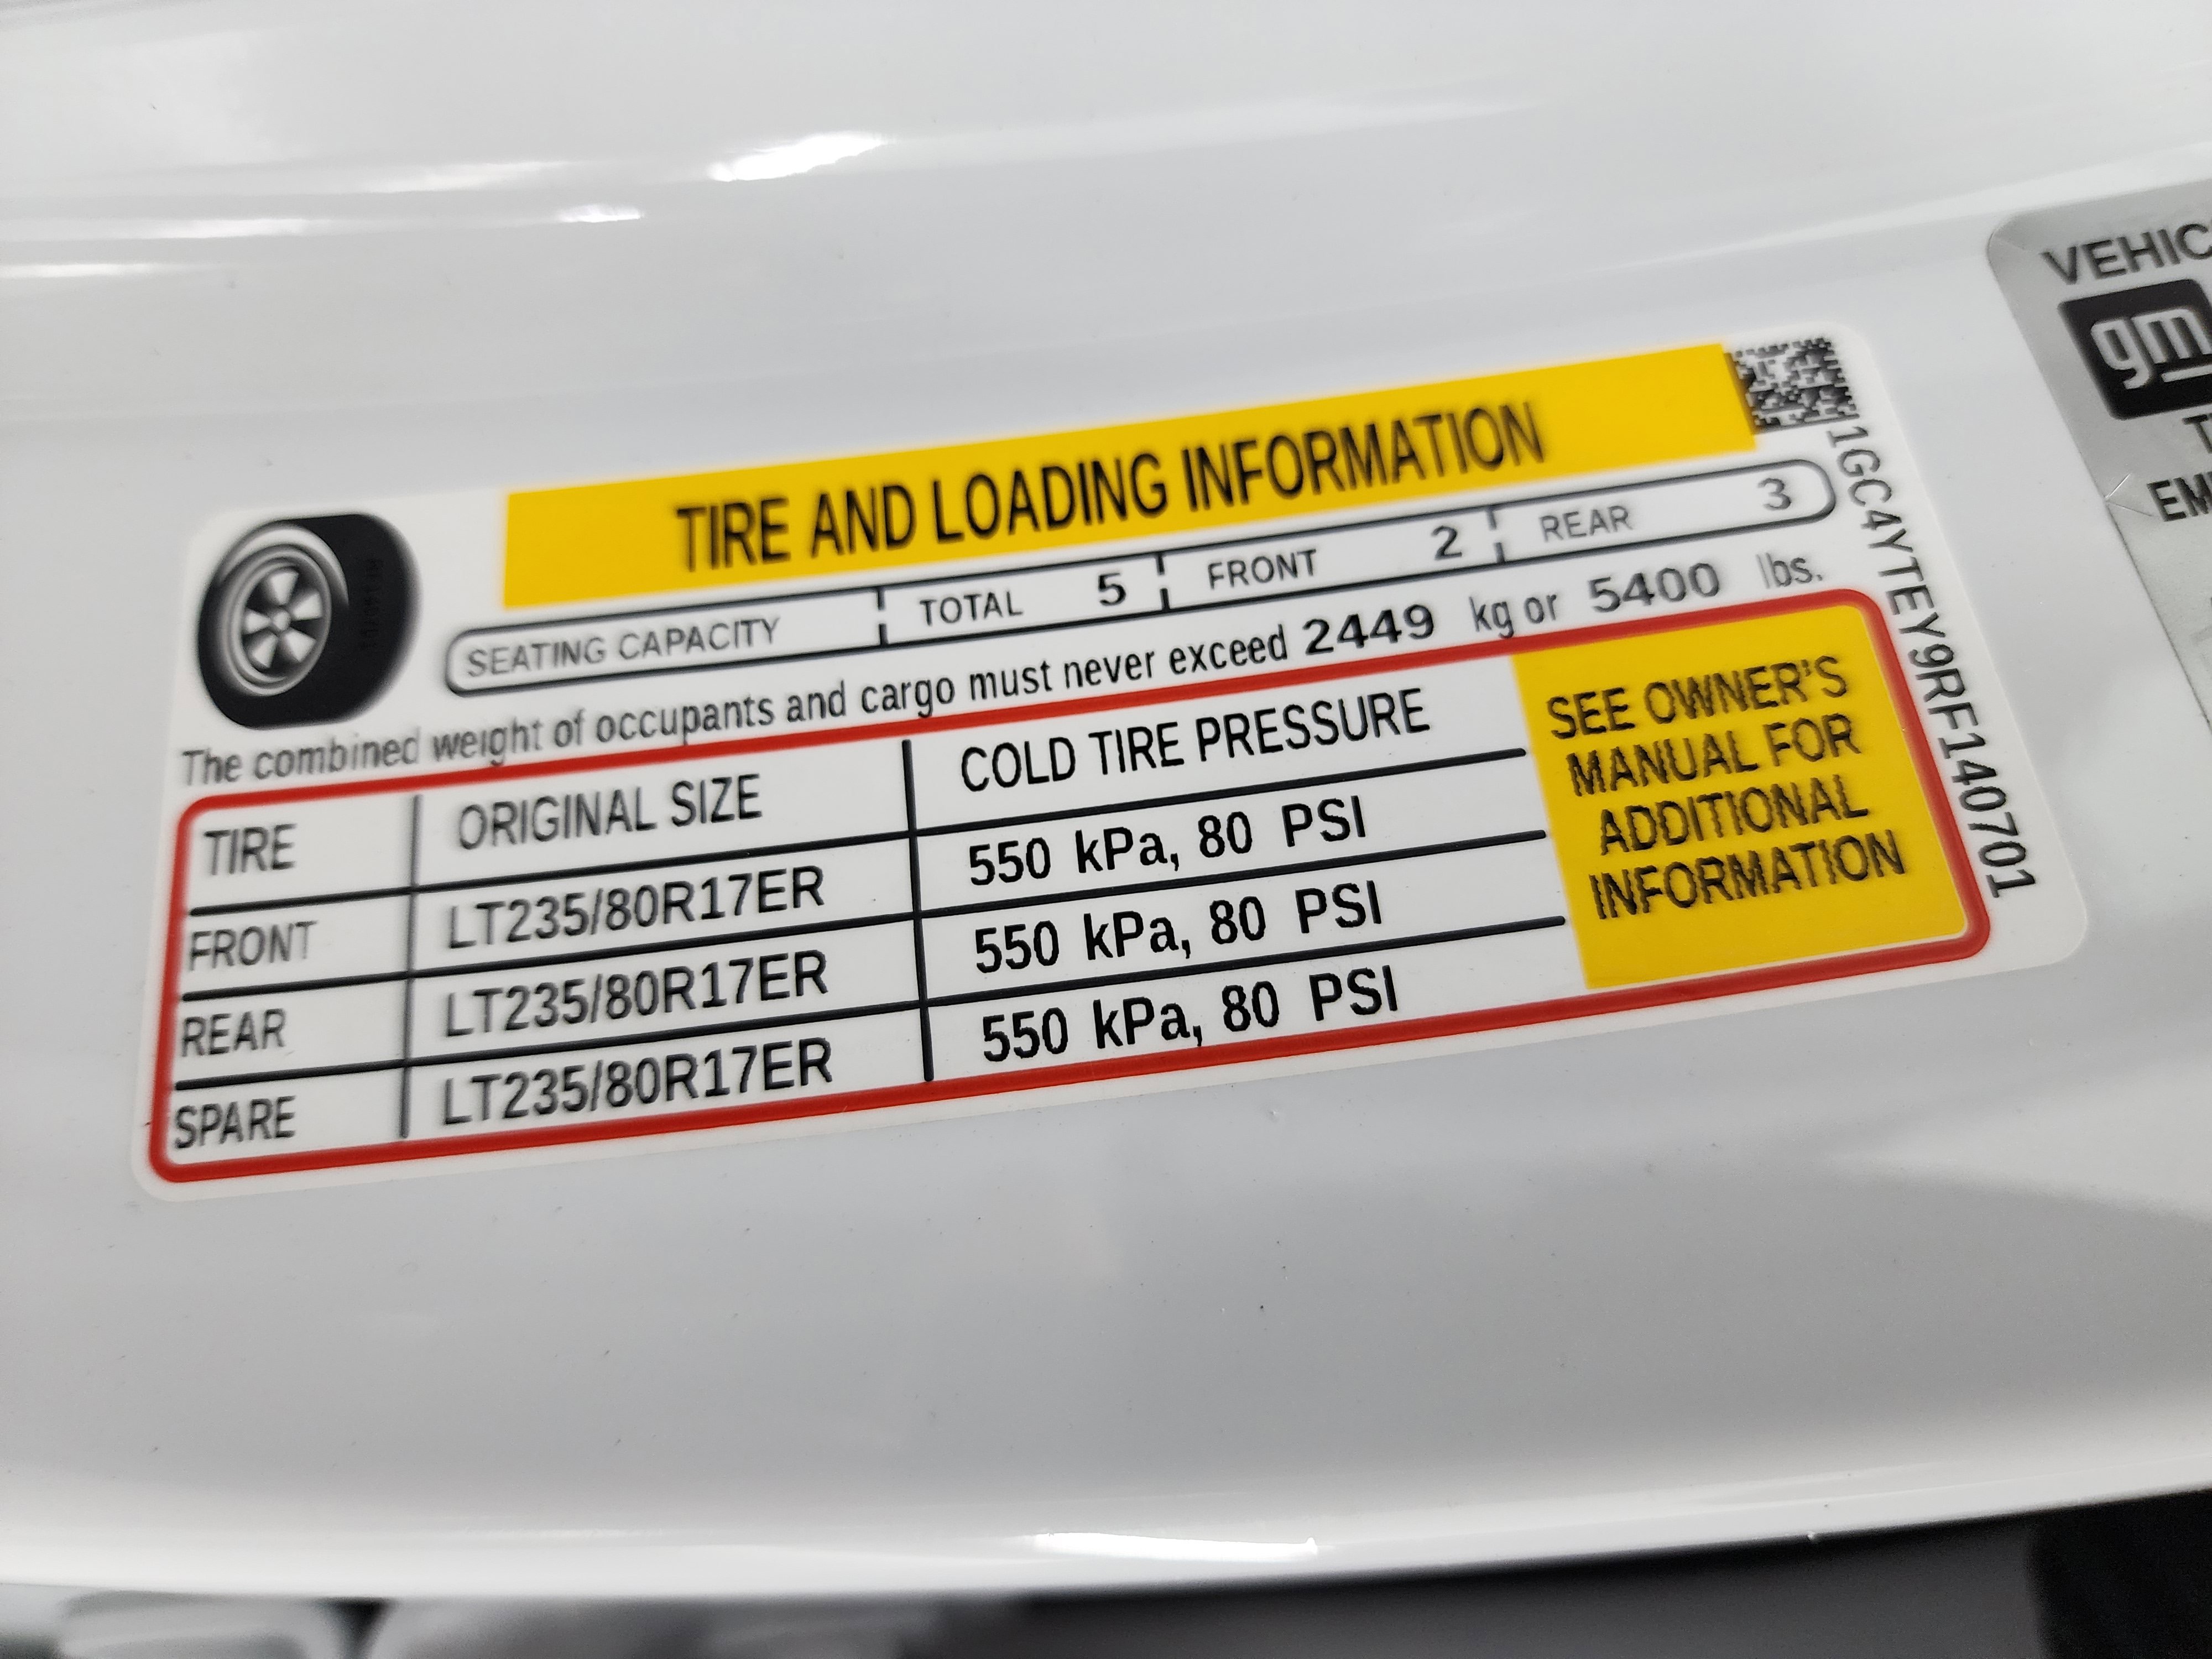 TIRE AND LOADING INFORMATION
SEATING CAPACITY TOTAL 5 FRONT 2 REAR 3
The combined weight of occupants and cargo must never exceed 2449 kg or 5400 lbs.
TIRE ORIGINAL SIZE COLD TIRE PRESSURE
FRONT LT235/80R17ER 550 kPa, 80 PSI
REAR LT235/80R17ER 550 kPa, 80 PSI
SPARE LT235/80R17ER 550 kPa, 80 PSI
SEE OWNER'S
MANUAL FOR
ADDITIONAL
INFORMATION
1GC4YTEY9RF140701
gm